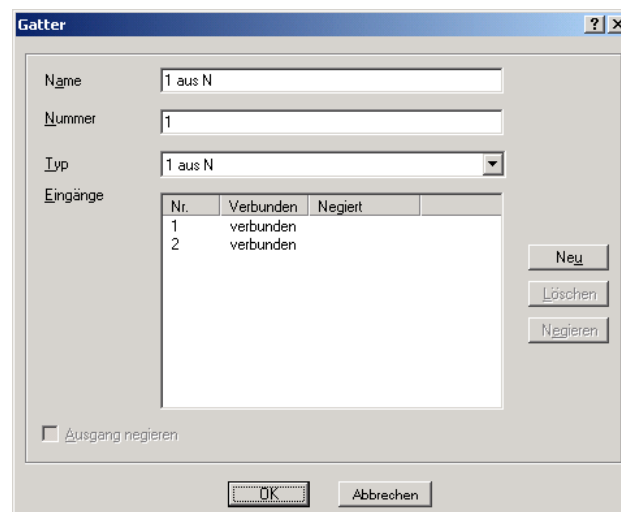 Gatter
Name 1 aus N
Nummer 1
Typ 1 aus N
Eingänge
Nr. Verbunden Negiert
1 verbunden
2 verbunden
Neu
Löschen
Negieren
Ausgang negieren
OK Abbrechen